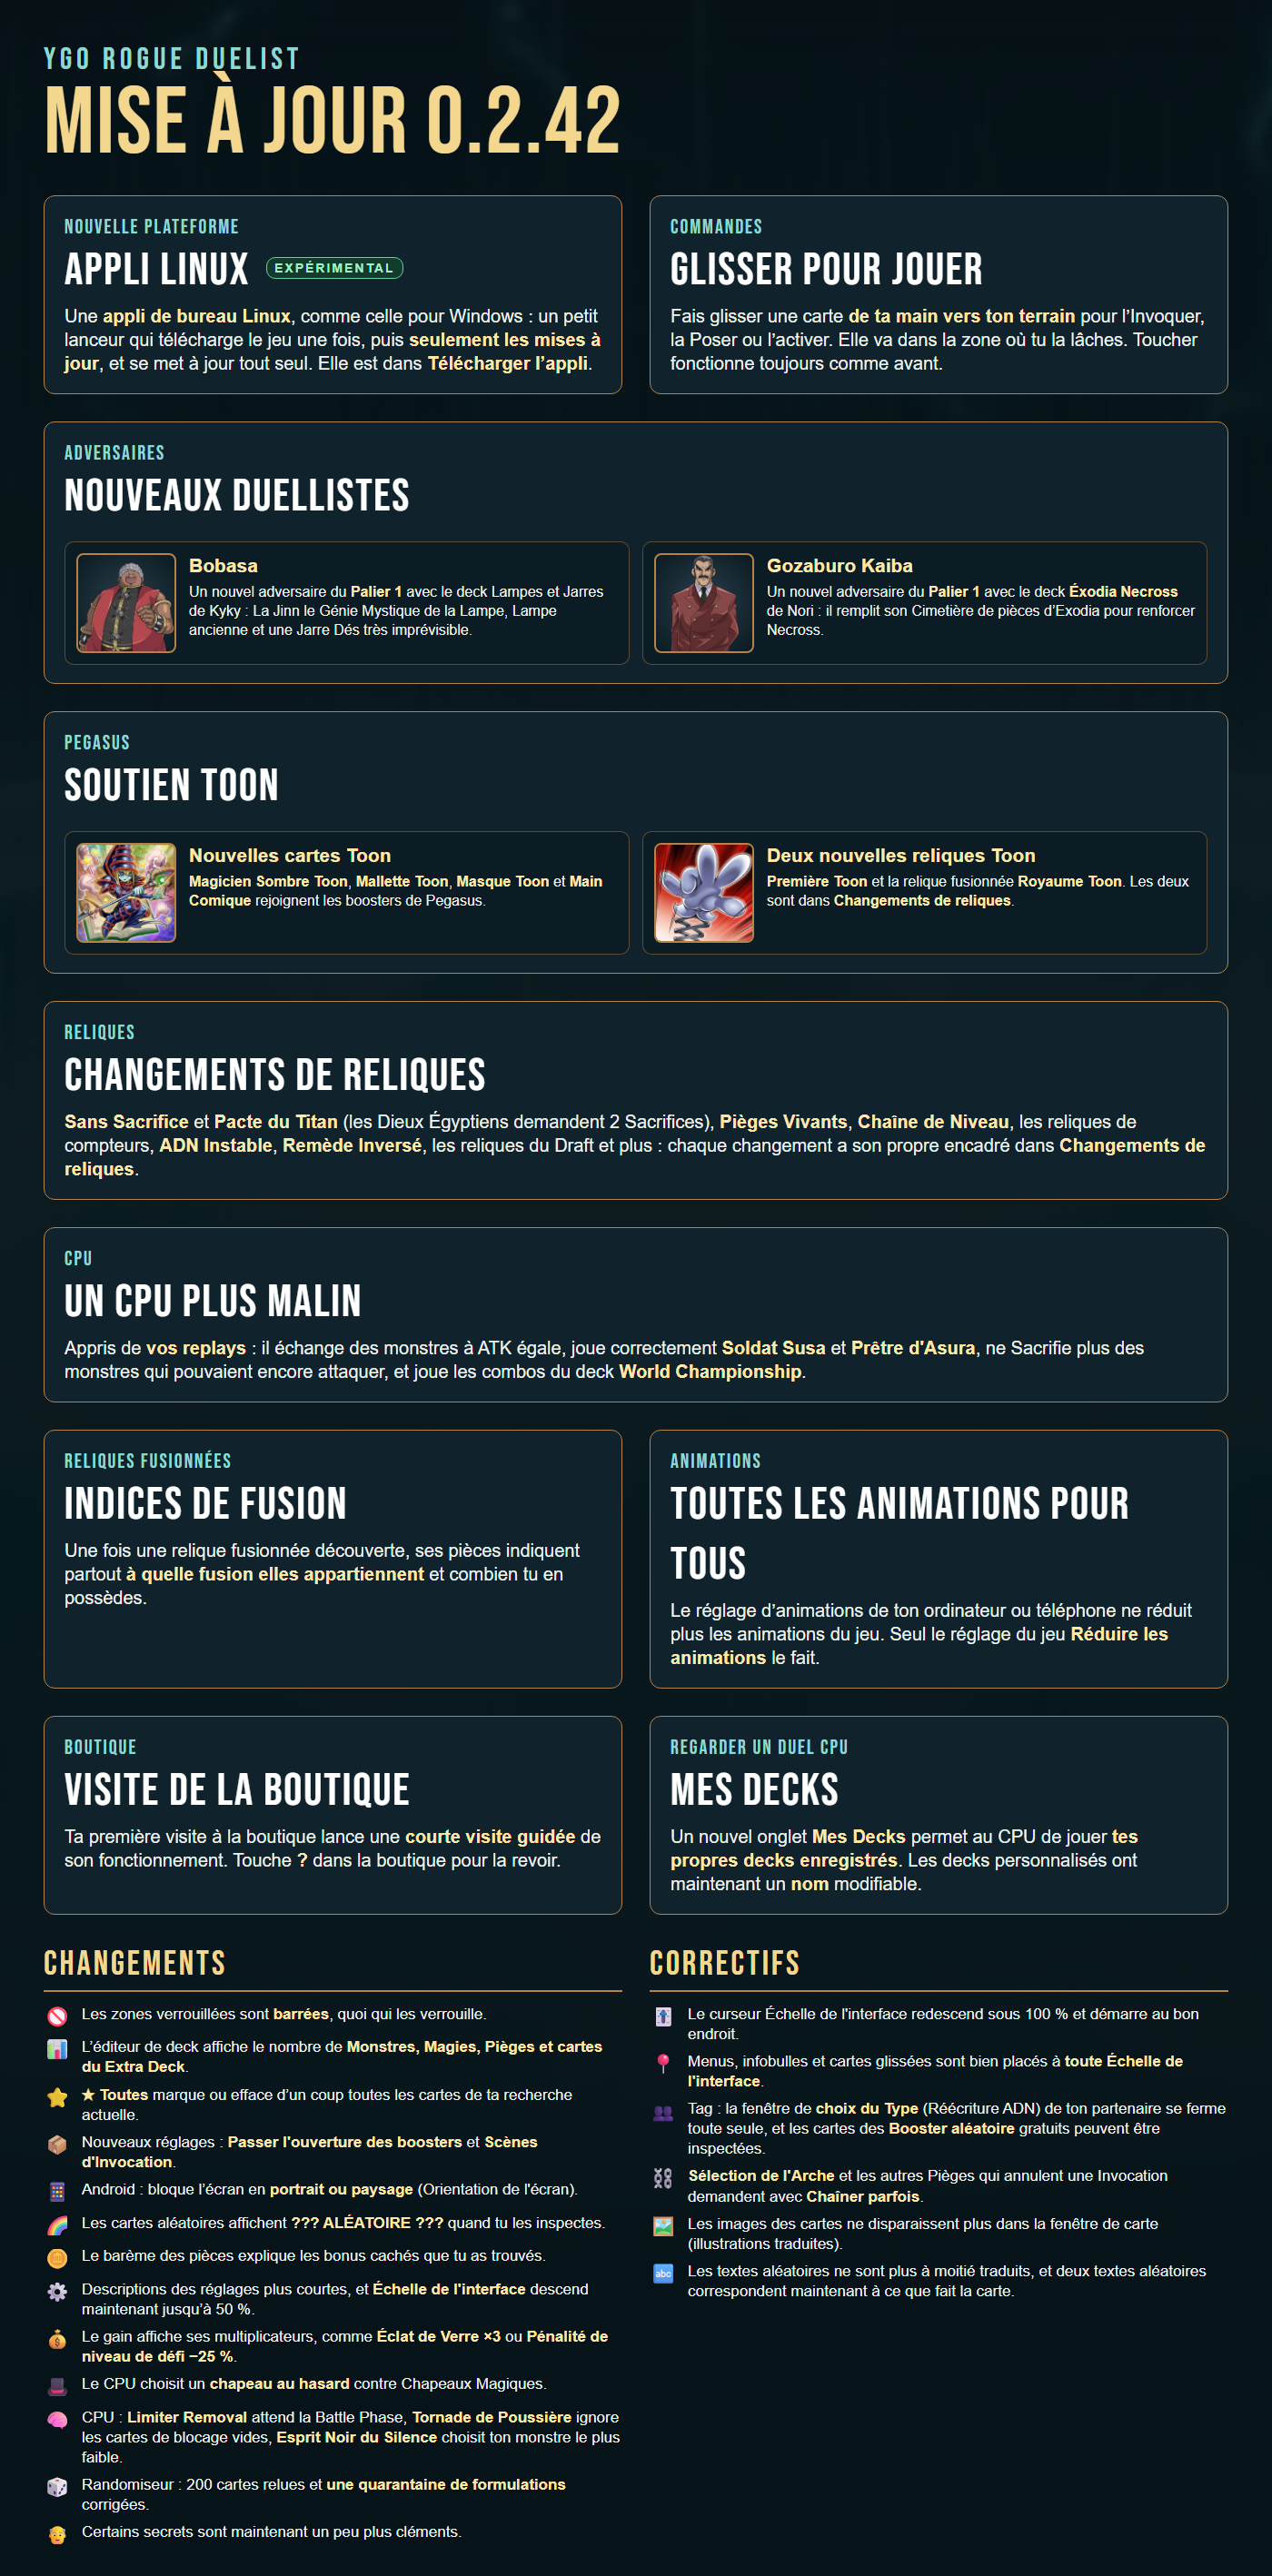 YGO ROGUE DUELIST
MISE À JOUR 0.2.42
NOUVELLE PLATEFORME
APPLI LINUX EXPÉRIMENTAL
Une appli de bureau Linux, comme celle pour Windows : un petit
lanceur qui télécharge le jeu une fois, puis seulement les mises à
jour, et se met à jour tout seul. Elle est dans Télécharger l’appli.
COMMANDES
GLISSER POUR JOUER
Fais glisser une carte de ta main vers ton terrain pour l’Invoquer,
la Poser ou l’activer. Elle va dans la zone où tu la lâches. Toucher
fonctionne toujours comme avant.
ADVERSAIRES
NOUVEAUX DUELLISTES
Bobasa
Un nouvel adversaire du Palier 1 avec le deck Lampes et Jarres
de Kyky : La Jinn le Génie Mystique de la Lampe, Lampe
ancienne et une Jarre Dés très imprévisible.
Gozaburo Kaiba
Un nouvel adversaire du Palier 1 avec le deck Éxodia Necross
de Nori : il remplit son Cimetière de pièces d’Exodia pour renforcer
Necross.
PEGASUS
SOUTIEN TOON
Nouvelles cartes Toon
Magicien Sombre Toon, Mallette Toon, Masque Toon et Main
Comique rejoignent les boosters de Pegasus.
Deux nouvelles reliques Toon
Première Toon et la relique fusionnée Royaume Toon. Les deux
sont dans Changements de reliques.
RELIQUES
CHANGEMENTS DE RELIQUES
Sans Sacrifice et Pacte du Titan (les Dieux Égyptiens demandent 2 Sacrifices), Pièges Vivants, Chaîne de Niveau, les reliques de
compteurs, ADN Instable, Remède Inversé, les reliques du Draft et plus : chaque changement a son propre encadré dans Changements de
reliques.
CPU
UN CPU PLUS MALIN
Appris de vos replays : il échange des monstres à ATK égale, joue correctement Soldat Susa et Prêtre d'Asura, ne Sacrifie plus des
monstres qui pouvaient encore attaquer, et joue les combos du deck World Championship.
RELIQUES FUSIONNÉES
INDICES DE FUSION
Une fois une relique fusionnée découverte, ses pièces indiquent
partout à quelle fusion elles appartiennent et combien tu en
possèdes.
ANIMATIONS
TOUTES LES ANIMATIONS POUR
TOUS
Le réglage d’animations de ton ordinateur ou téléphone ne réduit
plus les animations du jeu. Seul le réglage du jeu Réduire les
animations le fait.
BOUTIQUE
VISITE DE LA BOUTIQUE
Ta première visite à la boutique lance une courte visite guidée de
son fonctionnement. Touche ? dans la boutique pour la revoir.
REGARDER UN DUEL CPU
MES DECKS
Un nouvel onglet Mes Decks permet au CPU de jouer tes
propres decks enregistrés. Les decks personnalisés ont
maintenant un nom modifiable.
CHANGEMENTS
Les zones verrouillées sont barrées, quoi qui les verrouille.
L’éditeur de deck affiche le nombre de Monstres, Magies, Pièges et cartes
du Extra Deck.
★ Toutes marque ou efface d’un coup toutes les cartes de ta recherche
actuelle.
Nouveaux réglages : Passer l'ouverture des boosters et Scènes
d'Invocation.
Android : bloque l’écran en portrait ou paysage (Orientation de l'écran).
Les cartes aléatoires affichent ??? ALÉATOIRE ??? quand tu les inspectes.
Le barème des pièces explique les bonus cachés que tu as trouvés.
Descriptions des réglages plus courtes, et Échelle de l'interface descend
maintenant jusqu’à 50 %.
Le gain affiche ses multiplicateurs, comme Éclat de Verre ×3 ou Pénalité de
niveau de défi −25 %.
Le CPU choisit un chapeau au hasard contre Chapeaux Magiques.
CPU : Limiter Removal attend la Battle Phase, Tornade de Poussière ignore
les cartes de blocage vides, Esprit Noir du Silence choisit ton monstre le plus
faible.
Randomiseur : 200 cartes relues et une quarantaine de formulations
corrigées.
Certains secrets sont maintenant un peu plus cléments.
CORRECTIFS
Le curseur Échelle de l'interface redescend sous 100 % et démarre au bon
endroit.
Menus, infobulles et cartes glissées sont bien placés à toute Échelle de
l'interface.
Tag : la fenêtre de choix du Type (Réécriture ADN) de ton partenaire se ferme
toute seule, et les cartes des Booster aléatoire gratuits peuvent être
inspectées.
Sélection de l'Arche et les autres Pièges qui annulent une Invocation
demandent avec Chaîner parfois.
Les images des cartes ne disparaissent plus dans la fenêtre de carte
(illustrations traduites).
abc
Les textes aléatoires ne sont plus à moitié traduits, et deux textes aléatoires
correspondent maintenant à ce que fait la carte.